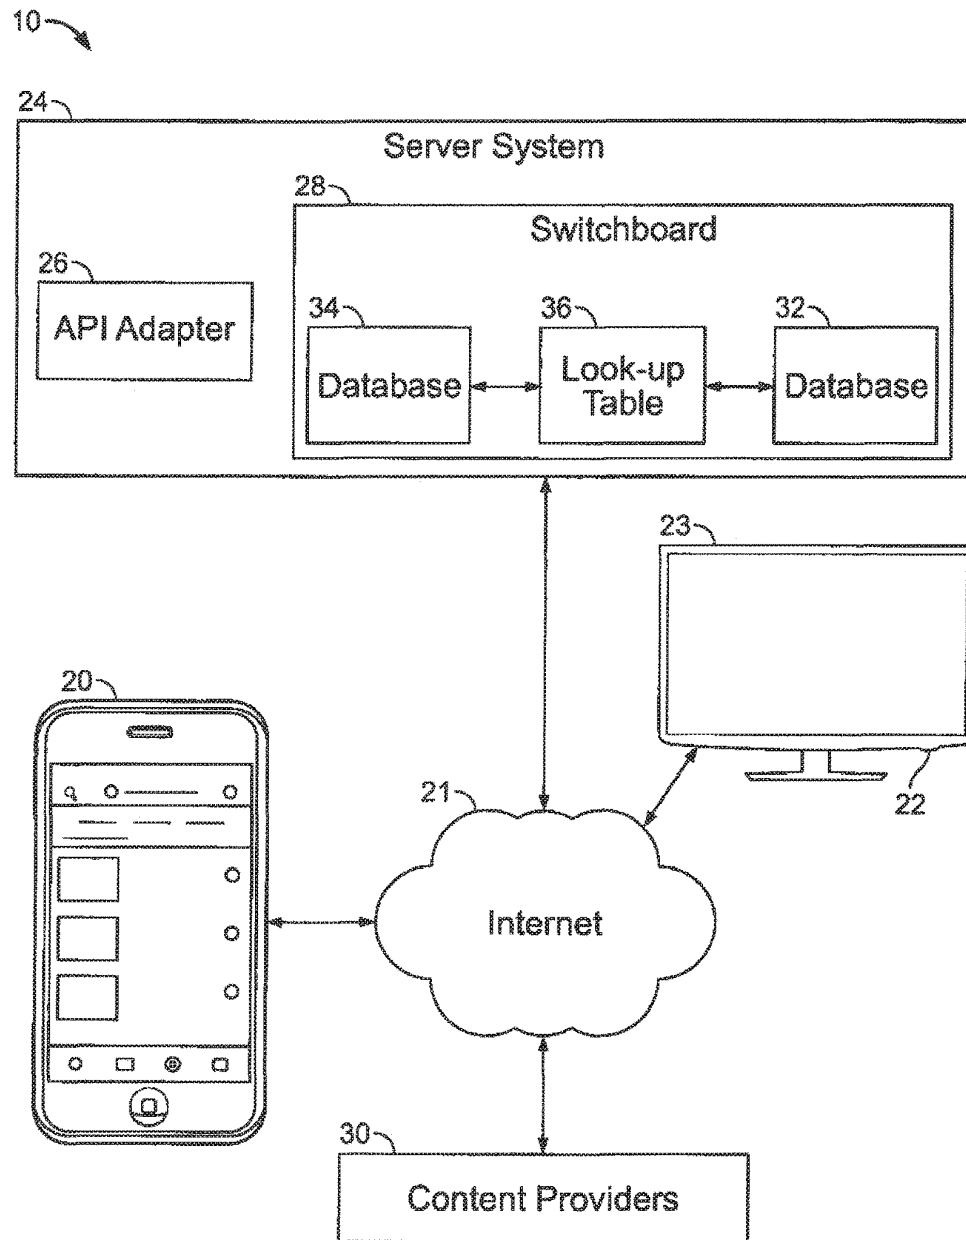 10
24
Server System
28
Switchboard
26
API Adapter
34
Database
36
Look-up
Table
32
Database
23
20
21
22
Internet
30
Content Providers